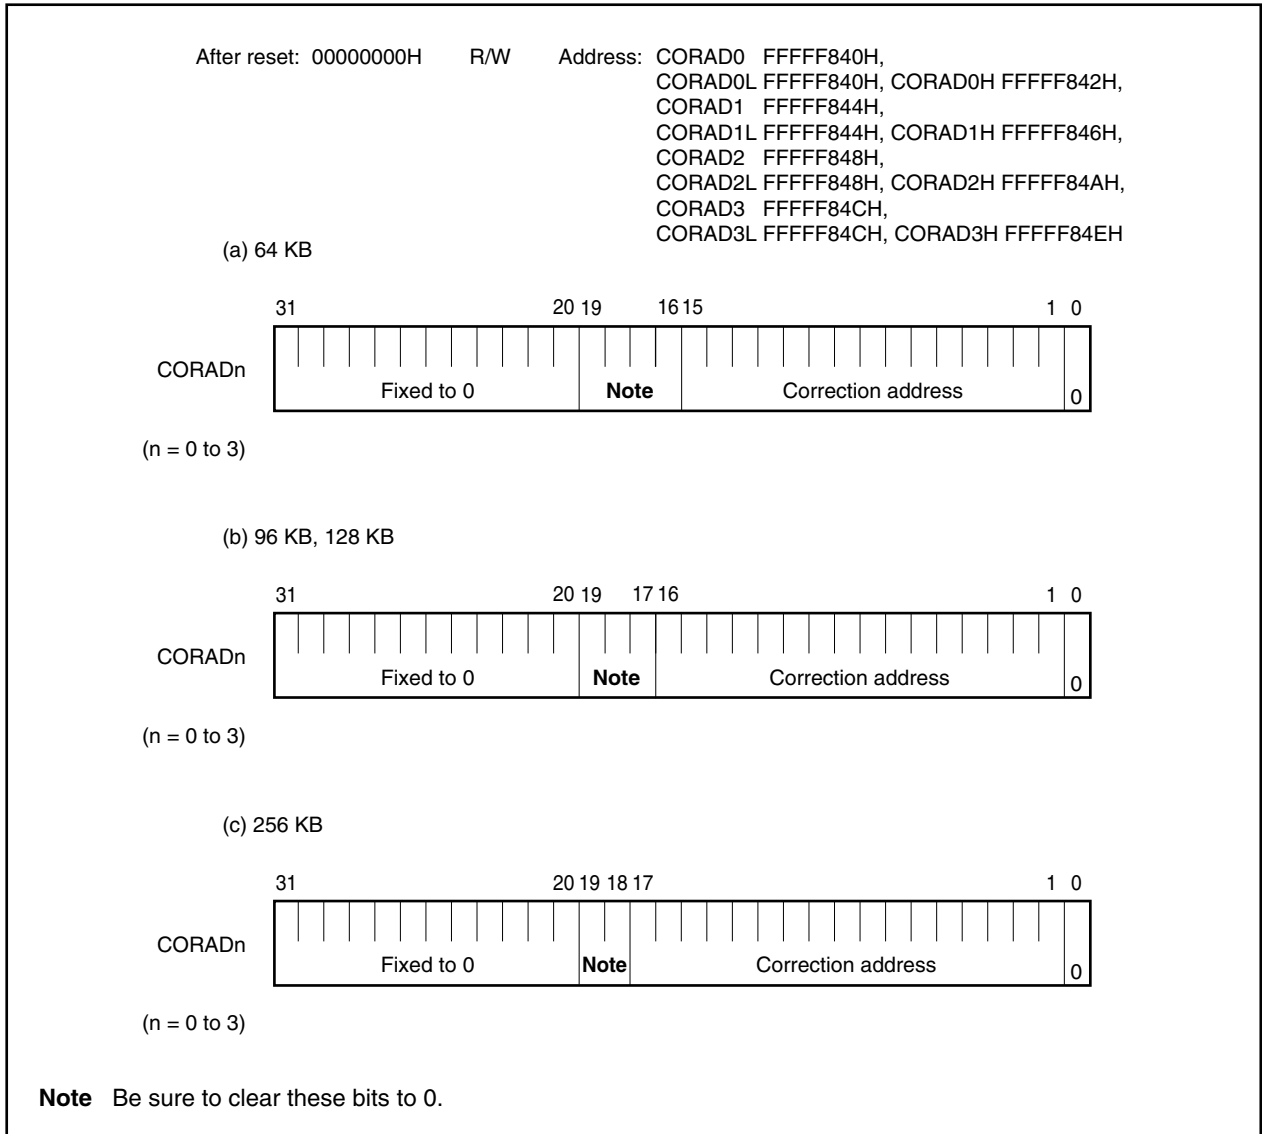 After reset: 00000000H R/W Address: CORAD0 FFFFF840H,
CORAD0L FFFFF840H, CORAD0H FFFFF842H,
CORAD1 FFFFF844H,
CORAD1L FFFFF844H, CORAD1H FFFFF846H,
CORAD2 FFFFF848H,
CORAD2L FFFFF848H, CORAD2H FFFFF84AH,
CORAD3 FFFFF84CH,
CORAD3L FFFFF84CH, CORAD3H FFFFF84EH
(a) 64 KB
31 20 19 16 15 1 0
CORADn
Fixed to 0 Note Correction address 0
(n = 0 to 3)
(b) 96 KB, 128 KB
31 20 19 17 16 1 0
CORADn
Fixed to 0 Note Correction address 0
(n = 0 to 3)
(c) 256 KB
31 20 19 18 17 1 0
CORADn
Fixed to 0 Note Correction address 0
(n = 0 to 3)
Note Be sure to clear these bits to 0.